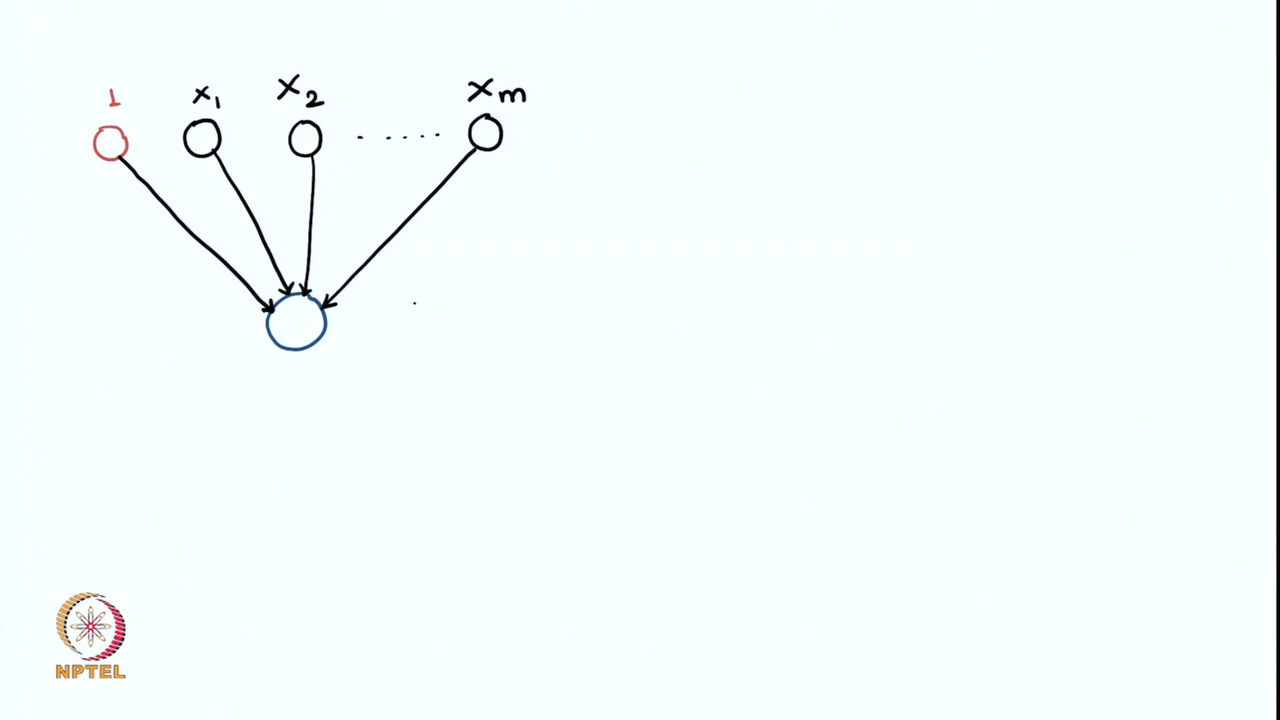 1 x₁ x₂ ..... xₘ
NPTEL